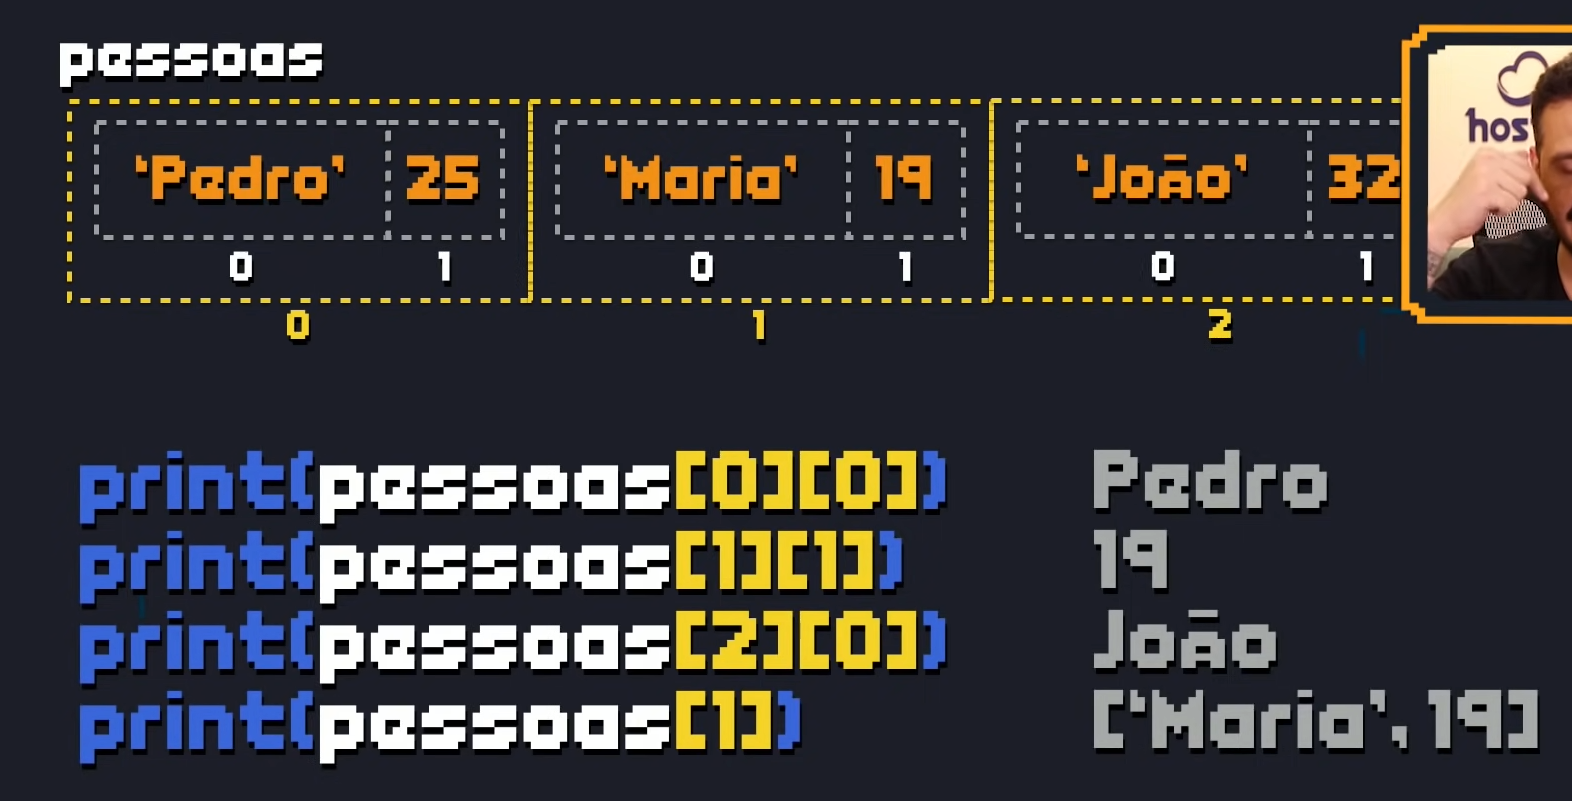 pessoas
'Pedro' 25 'Maria' 19 'João' 32
0 1 0 1 0 1
0 1 2
hos
print(pessoas[0][0]) Pedro
print(pessoas[1][1]) 19
print(pessoas[2][0]) João
print(pessoas[1]) ['Maria', 19]